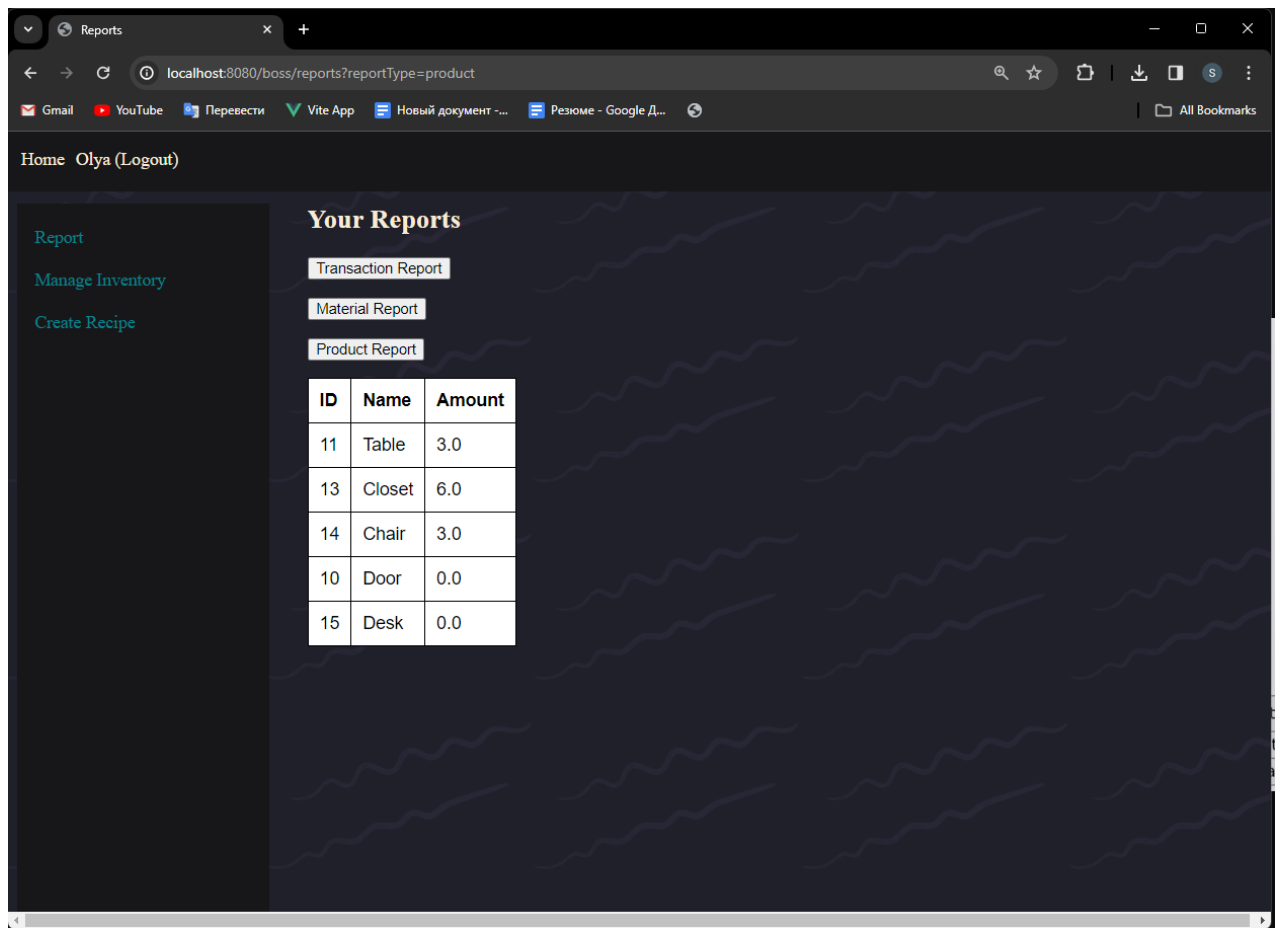 Reports
localhost:8080/boss/reports?reportType=product
S
Gmail YouTube Перевести Vite App Новый документ -... Резюме - Google Д... All Bookmarks
Home Olya (Logout)
Report
Manage Inventory
Create Recipe
Your Reports
Transaction Report
Material Report
Product Report
ID Name Amount
11 Table 3.0
13 Closet 6.0
14 Chair 3.0
10 Door 0.0
15 Desk 0.0